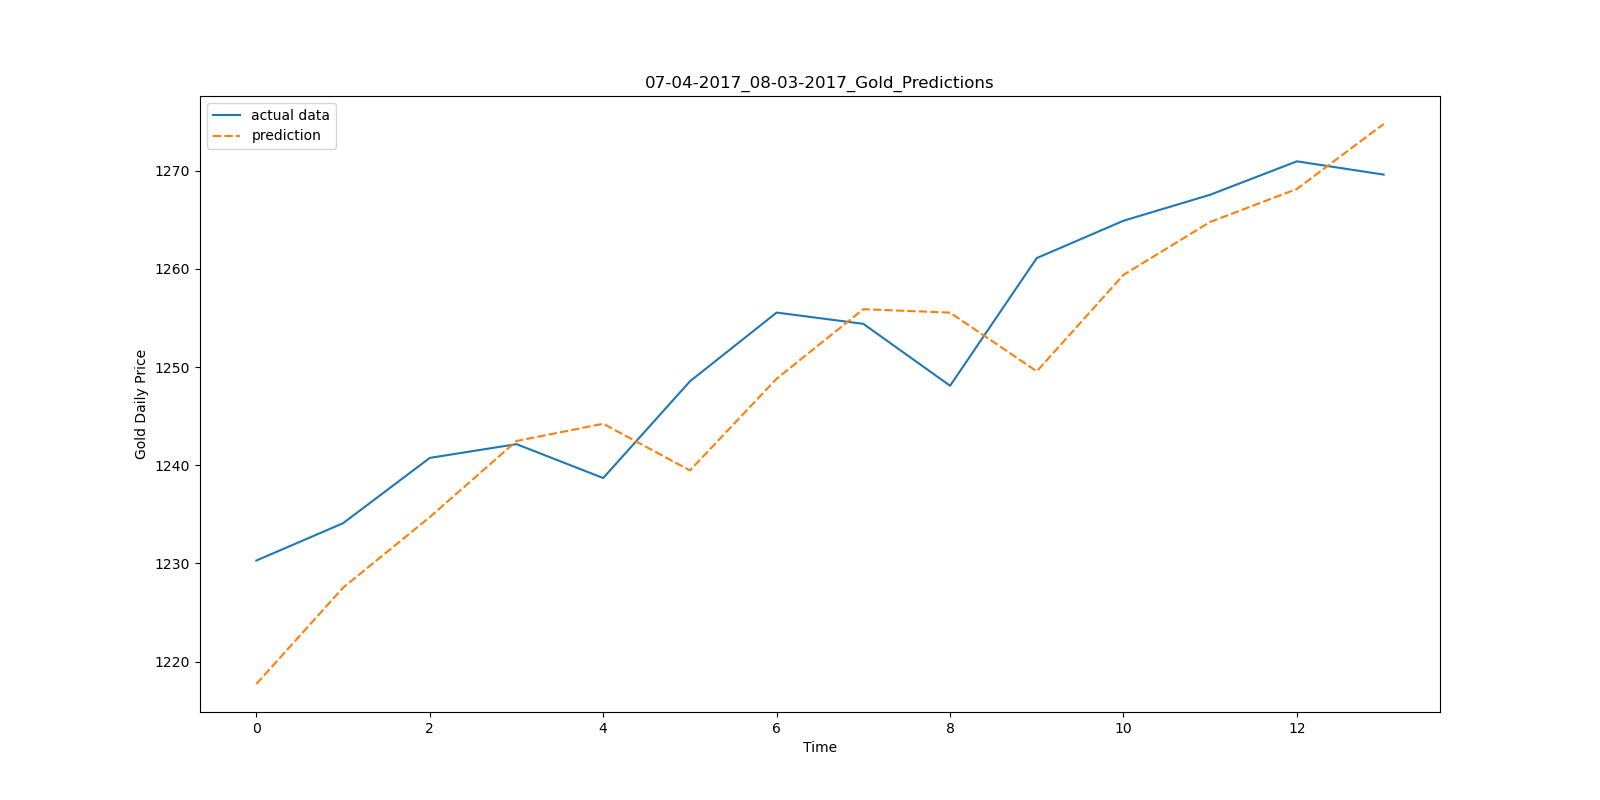 07-04-2017_08-03-2017_Gold_Predictions
actual data
prediction
1270
1260
1250
1240
1230
1220
Gold Daily Price
0 2 4 6 8 10 12
Time